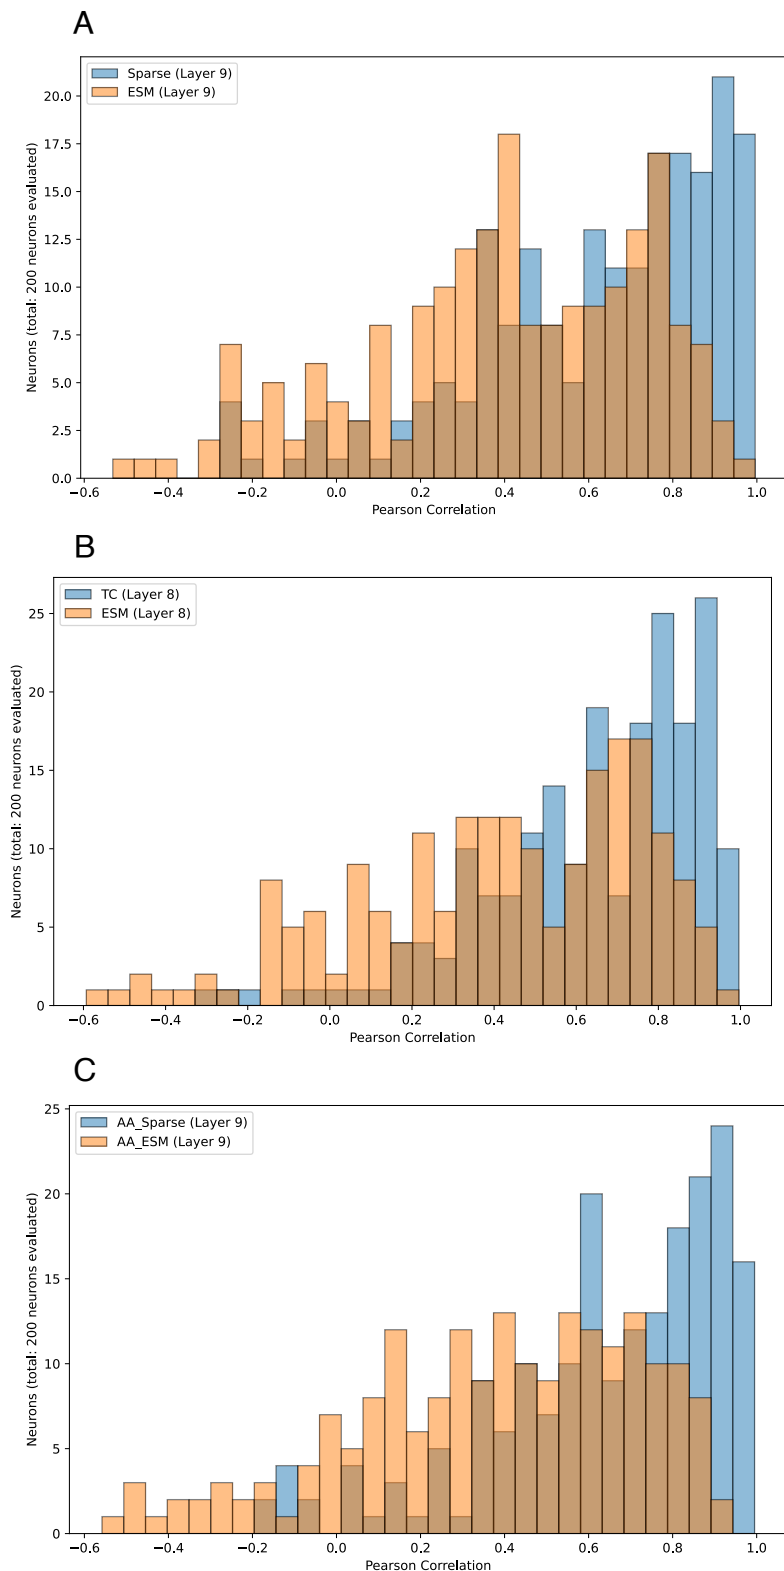 A
Sparse (Layer 9)
ESM (Layer 9)
Neurons (total: 200 neurons evaluated)
20.0
17.5
15.0
12.5
10.0
7.5
5.0
2.5
0.0
−0.6 −0.4 −0.2 0.0 0.2 0.4 0.6 0.8 1.0
Pearson Correlation
B
TC (Layer 8)
ESM (Layer 8)
Neurons (total: 200 neurons evaluated)
25
20
15
10
5
0
−0.6 −0.4 −0.2 0.0 0.2 0.4 0.6 0.8 1.0
Pearson Correlation
C
AA_Sparse (Layer 9)
AA_ESM (Layer 9)
Neurons (total: 200 neurons evaluated)
25
20
15
10
5
0
−0.6 −0.4 −0.2 0.0 0.2 0.4 0.6 0.8 1.0
Pearson Correlation